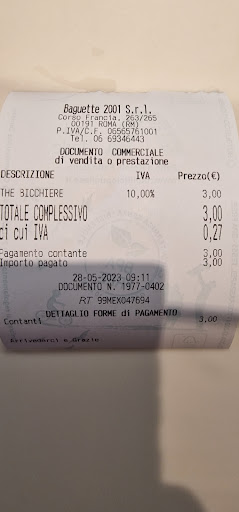 Baguette 2001 S.r.l.
Corso Francia, 263/265
00191 ROMA (RM)
P.IVA/C.F. 06565761001
Tel. 06 69346443
DOCUMENTO COMMERCIALE
di vendita o prestazione
DESCRIZIONE IVA Prezzo(€)
THE BICCHIERE 10,00% 3,00
TOTALE COMPLESSIVO 3,00
di cui IVA 0,27
Pagamento contante 3,00
Importo pagato 3,00
28-05-2023 09:11
DOCUMENTO N. 1977-0402
RT 99MEX047694
DETTAGLIO FORME di PAGAMENTO
Contanti 3,00
Arrivederci e Grazie